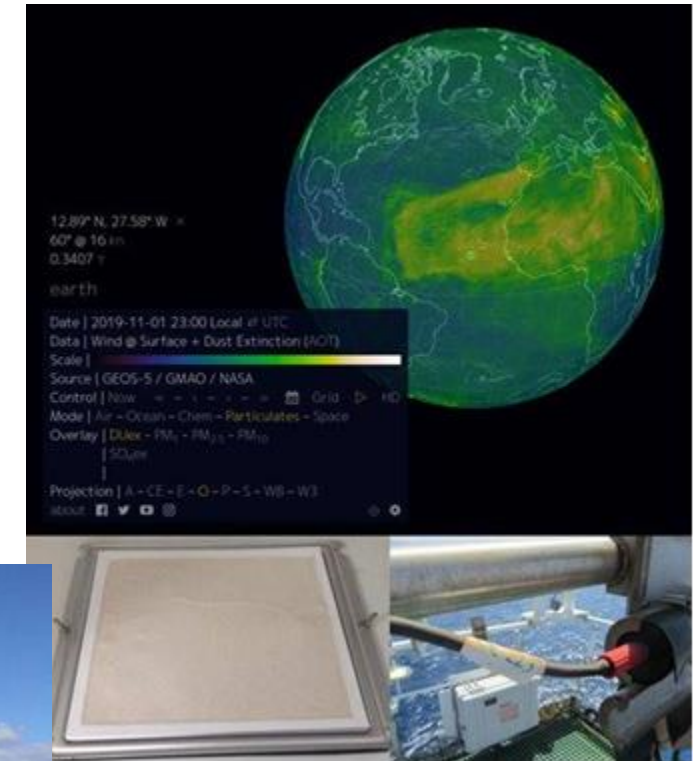 12.89° N, 27.58° W ×
60° @ 16 km
0.3407 τ
earth
Date | 2019-11-01 23:00 Local ⇄ UTC
Data | Wind @ Surface + Dust Extinction (AOT)
Scale |
Source | GEOS-5 / GMAO / NASA
Control | Now Grid HD
Mode | Air – Ocean – Chem – Particulates – Space
Overlay | DUex – PM₁ – PM₂.₅ – PM₁₀
| SO₄ex
|
Projection | A – CE – E – O – P – S – WB – W3
about